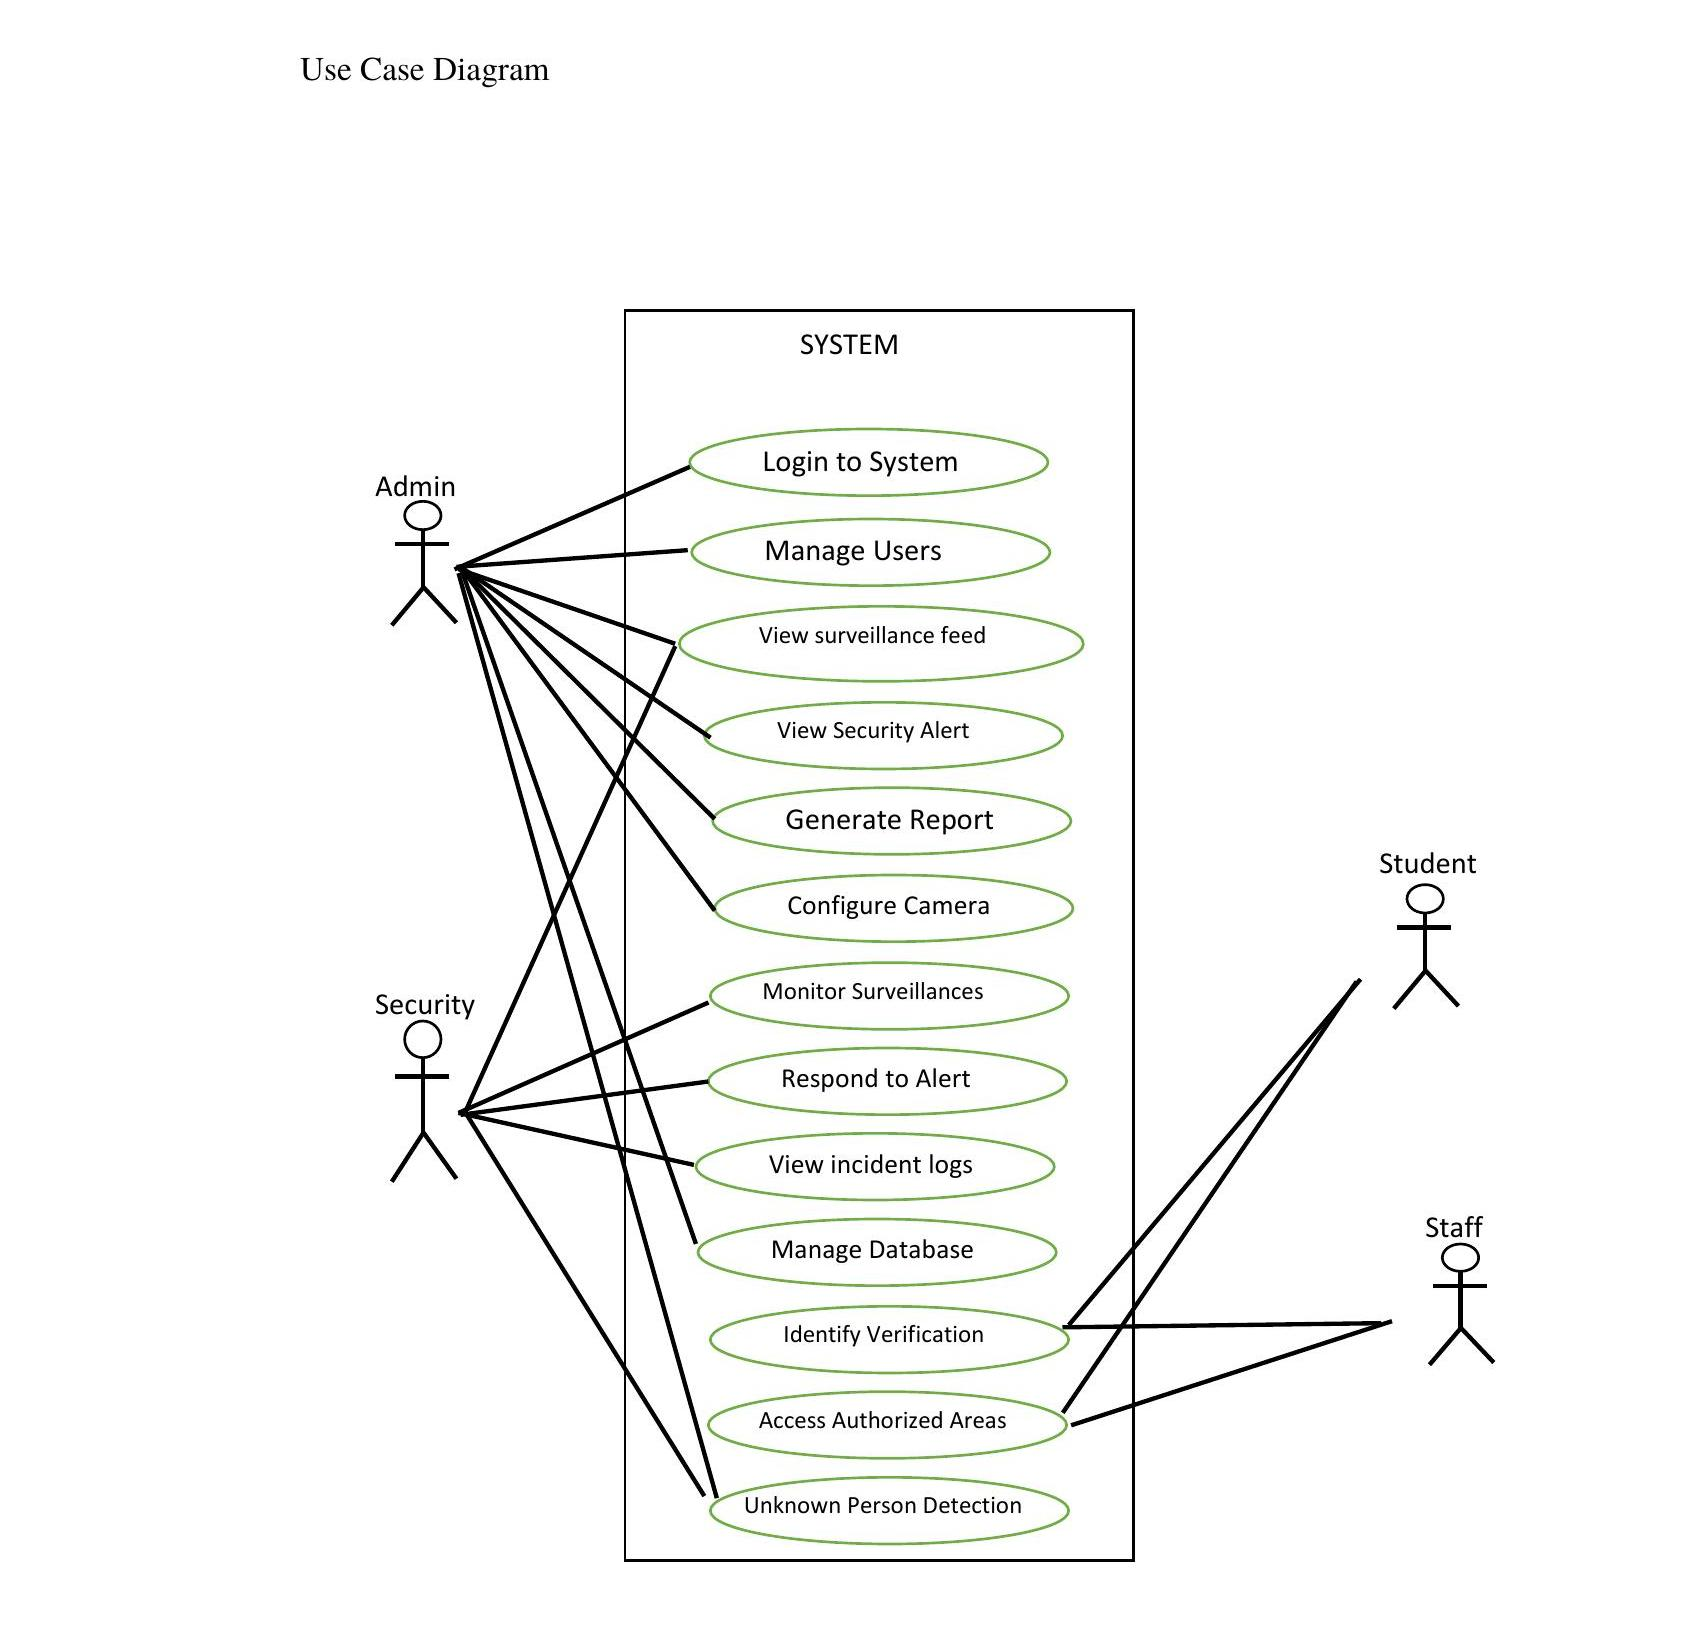 Use Case Diagram
SYSTEM
Login to System
Admin
Manage Users
View surveillance feed
View Security Alert
Generate Report
Student
Configure Camera
Monitor Surveillances
Security
Respond to Alert
View incident logs
Staff
Manage Database
Identify Verification
Access Authorized Areas
Unknown Person Detection